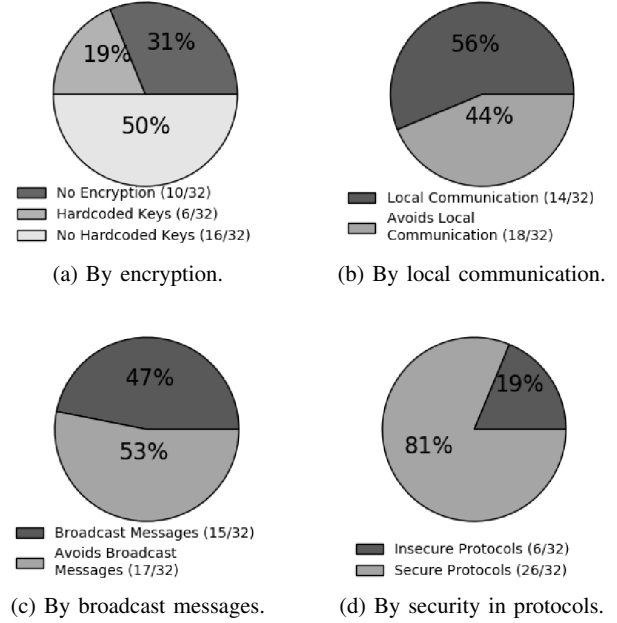 19%
31%
50%
No Encryption (10/32)
Hardcoded Keys (6/32)
No Hardcoded Keys (16/32)
(a) By encryption.
56%
44%
Local Communication (14/32)
Avoids Local
Communication (18/32)
(b) By local communication.
47%
53%
Broadcast Messages (15/32)
Avoids Broadcast
Messages (17/32)
(c) By broadcast messages.
19%
81%
Insecure Protocols (6/32)
Secure Protocols (26/32)
(d) By security in protocols.